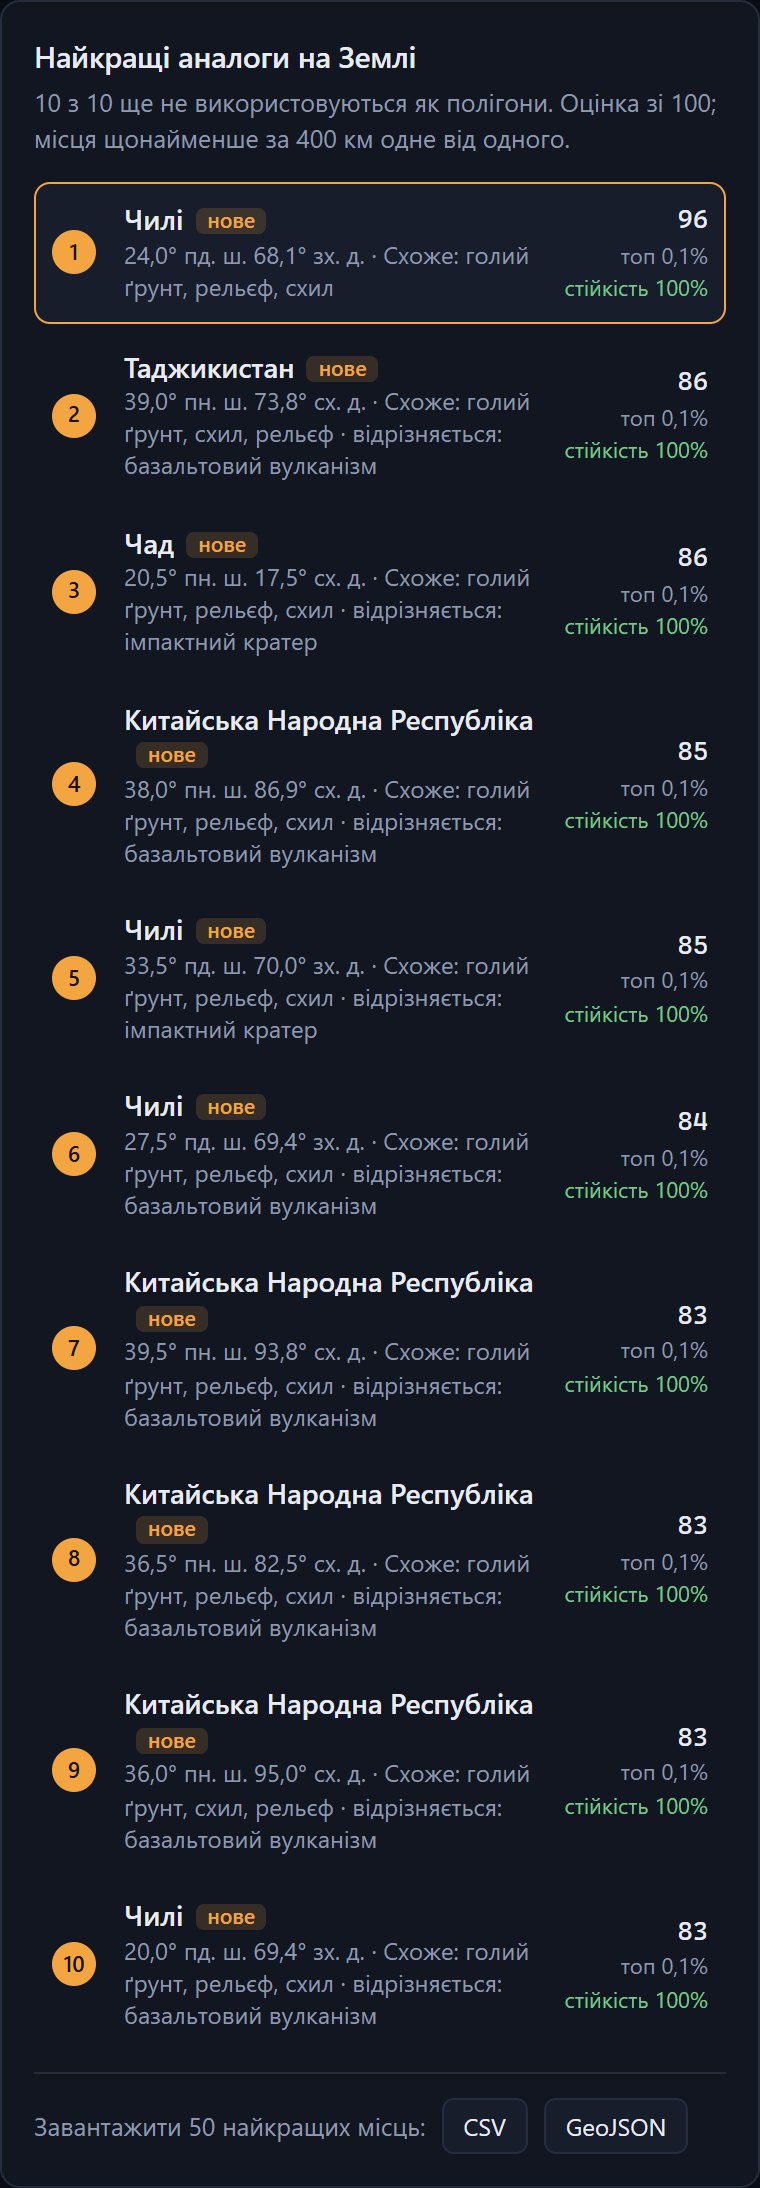 Найкращі аналоги на Землі
10 з 10 ще не використовуються як полігони. Оцінка зі 100;
місця щонайменше за 400 км одне від одного.
1
Чилі нове
24,0° пд. ш. 68,1° зх. д. · Схоже: голий
ґрунт, рельєф, схил
96
топ 0,1%
стійкість 100%
2
Таджикистан нове
39,0° пн. ш. 73,8° сх. д. · Схоже: голий
ґрунт, схил, рельєф · відрізняється:
базальтовий вулканізм
86
топ 0,1%
стійкість 100%
3
Чад нове
20,5° пн. ш. 17,5° сх. д. · Схоже: голий
ґрунт, рельєф, схил · відрізняється:
імпактний кратер
86
топ 0,1%
стійкість 100%
4
Китайська Народна Республіка
нове
38,0° пн. ш. 86,9° сх. д. · Схоже: голий
ґрунт, рельєф, схил · відрізняється:
базальтовий вулканізм
85
топ 0,1%
стійкість 100%
5
Чилі нове
33,5° пд. ш. 70,0° зх. д. · Схоже: голий
ґрунт, рельєф, схил · відрізняється:
імпактний кратер
85
топ 0,1%
стійкість 100%
6
Чилі нове
27,5° пд. ш. 69,4° зх. д. · Схоже: голий
ґрунт, рельєф, схил · відрізняється:
базальтовий вулканізм
84
топ 0,1%
стійкість 100%
7
Китайська Народна Республіка
нове
39,5° пн. ш. 93,8° сх. д. · Схоже: голий
ґрунт, рельєф, схил · відрізняється:
базальтовий вулканізм
83
топ 0,1%
стійкість 100%
8
Китайська Народна Республіка
нове
36,5° пн. ш. 82,5° сх. д. · Схоже: голий
ґрунт, рельєф, схил · відрізняється:
базальтовий вулканізм
83
топ 0,1%
стійкість 100%
9
Китайська Народна Республіка
нове
36,0° пн. ш. 95,0° сх. д. · Схоже: голий
ґрунт, схил, рельєф · відрізняється:
базальтовий вулканізм
83
топ 0,1%
стійкість 100%
10
Чилі нове
20,0° пд. ш. 69,4° зх. д. · Схоже: голий
ґрунт, рельєф, схил · відрізняється:
базальтовий вулканізм
83
топ 0,1%
стійкість 100%
Завантажити 50 найкращих місць: CSV GeoJSON